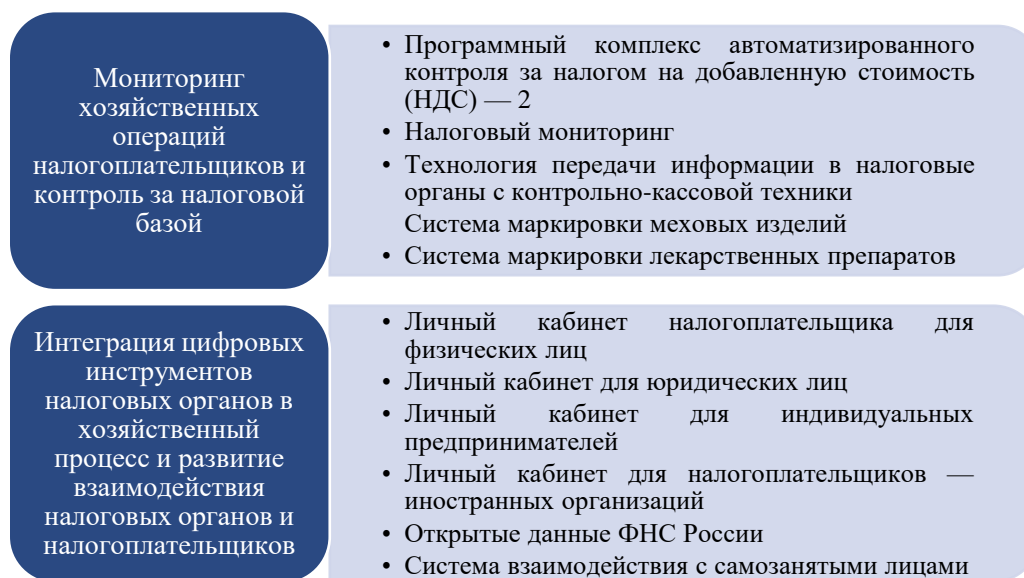 Мониторинг
хозяйственных
операций
налогоплательщиков и
контроль за налоговой
базой
• Программный комплекс автоматизированного
контроля за налогом на добавленную стоимость
(НДС) — 2
• Налоговый мониторинг
• Технология передачи информации в налоговые
органы с контрольно-кассовой техники
Система маркировки меховых изделий
• Система маркировки лекарственных препаратов
Интеграция цифровых
инструментов
налоговых органов в
хозяйственный
процесс и развитие
взаимодействия
налоговых органов и
налогоплательщиков
• Личный кабинет налогоплательщика для
физических лиц
• Личный кабинет для юридических лиц
• Личный кабинет для индивидуальных
предпринимателей
• Личный кабинет для налогоплательщиков —
иностранных организаций
• Открытые данные ФНС России
• Система взаимодействия с самозанятыми лицами